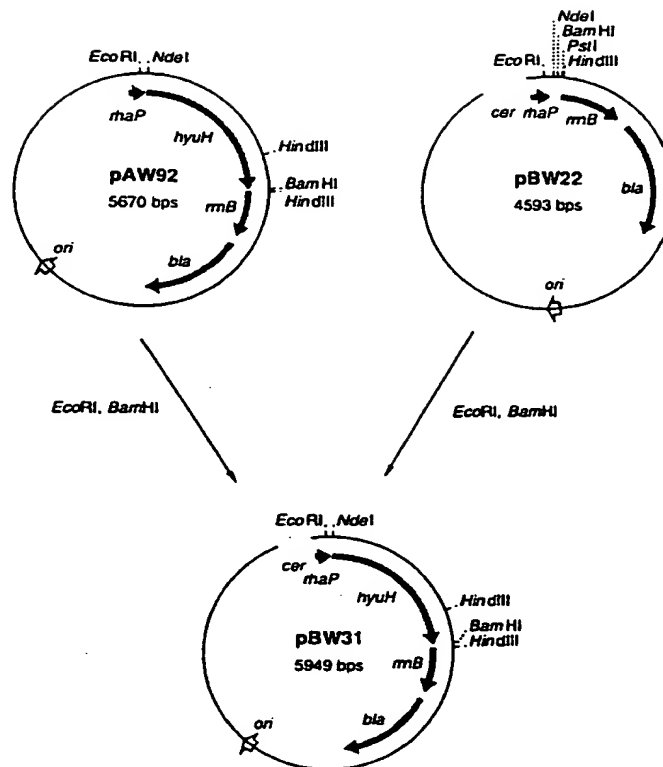 EcoRI NdeI
rhaP
hyuH
HindIII
pAW92
5670 bps
BamHI
HindIII
rrnB
bla
ori
NdeI
BamHI
PstI
EcoRI HindIII
cer rhaP rrnB
pBW22
4593 bps
bla
ori
EcoRI, BamHI
EcoRI, BamHI
EcoRI NdeI
cer
rhaP
hyuH
HindIII
pBW31
5949 bps
BamHI
HindIII
rrnB
bla
ori